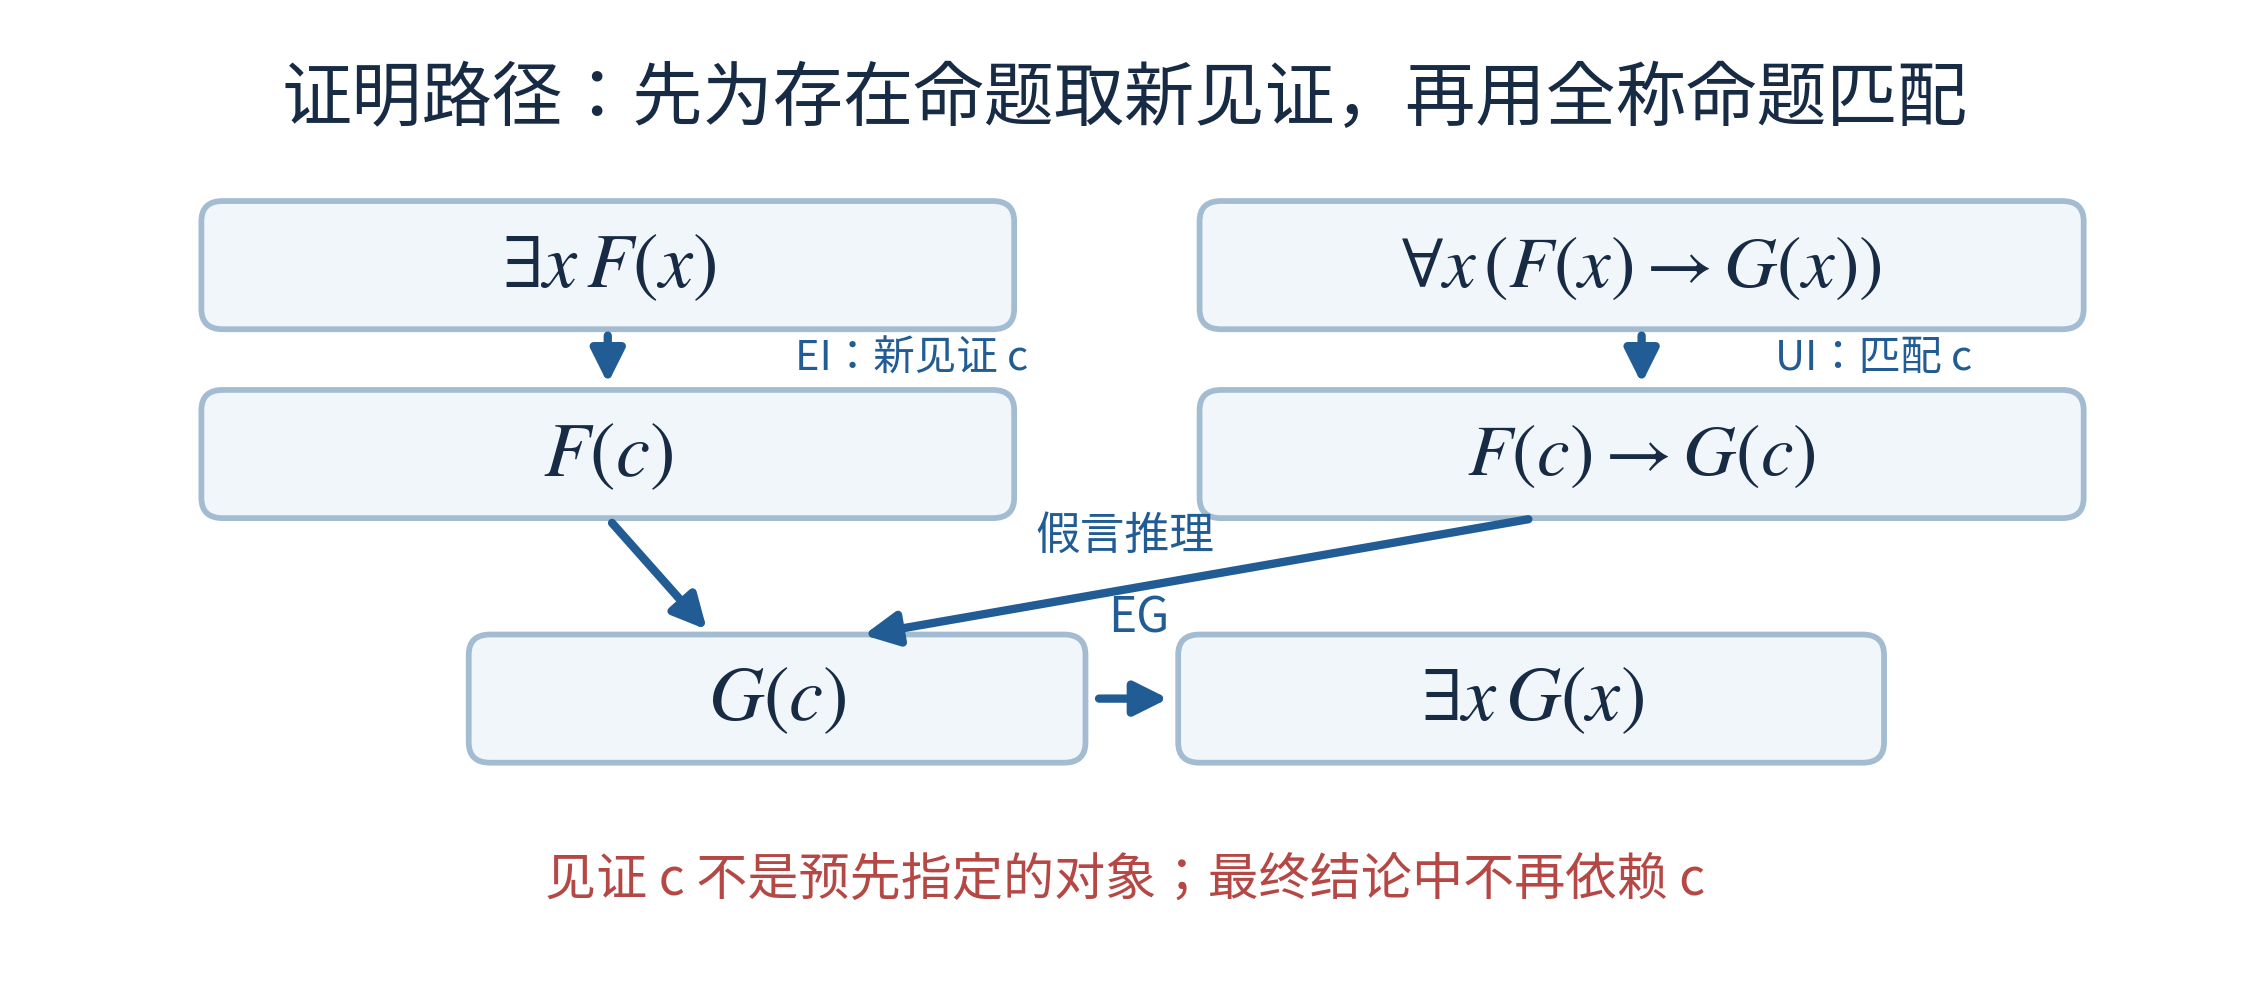 证明路径：先为存在命题取新见证，再用全称命题匹配
∃x F(x)
∀x (F(x) → G(x))
EI：新见证 c
UI：匹配 c
F(c)
F(c) → G(c)
假言推理
EG
G(c)
∃x G(x)
见证 c 不是预先指定的对象；最终结论中不再依赖 c